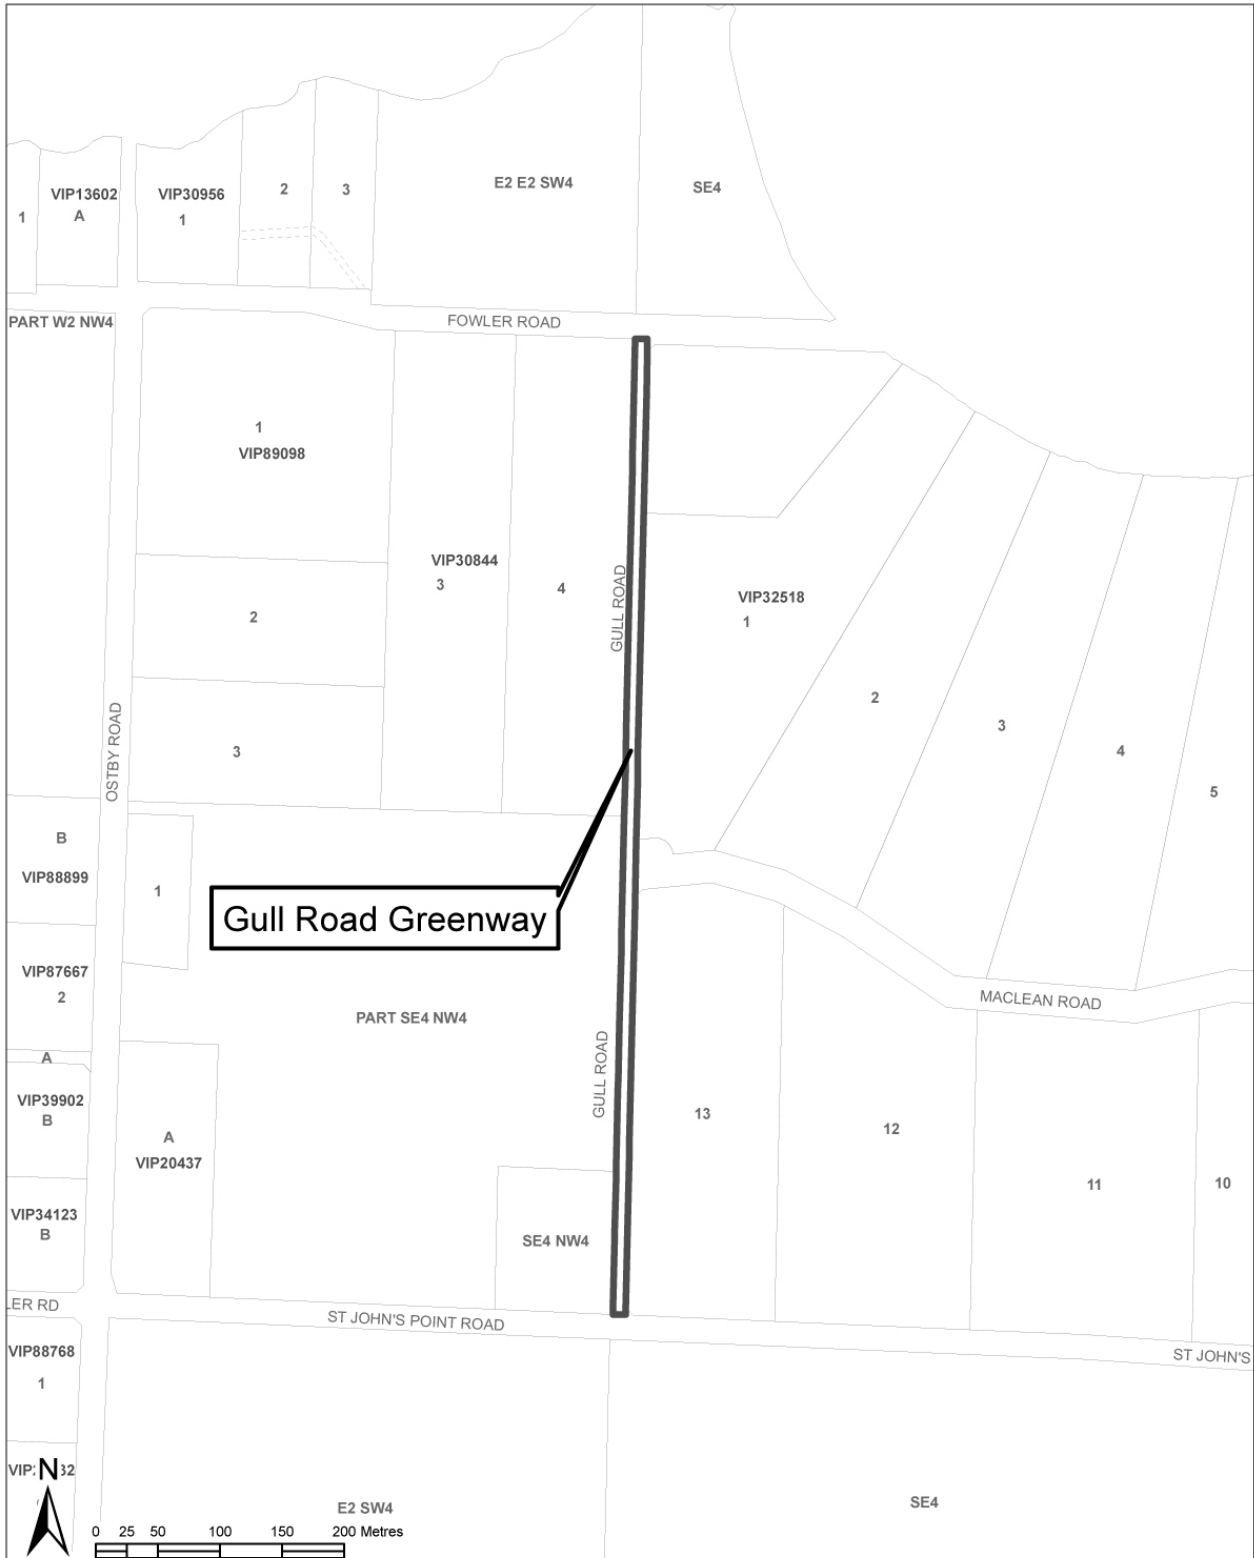 E2 E2 SW4
SE4
2
3
VIP13602
A
VIP30956
1
1
PART W2 NW4
FOWLER ROAD
1
VIP89098
VIP30844
3
4
GULL ROAD
VIP32518
1
2
2
3
3
4
5
OSTBY ROAD
B
VIP88899
1
Gull Road Greenway
VIP87667
2
PART SE4 NW4
MACLEAN ROAD
A
VIP39902
B
GULL ROAD
13
12
11
10
A
VIP20437
VIP34123
B
SE4 NW4
LER RD
ST JOHN'S POINT ROAD
VIP88768
1
ST JOHN'S
N
E2 SW4
SE4
0 25 50 100 150 200 Metres